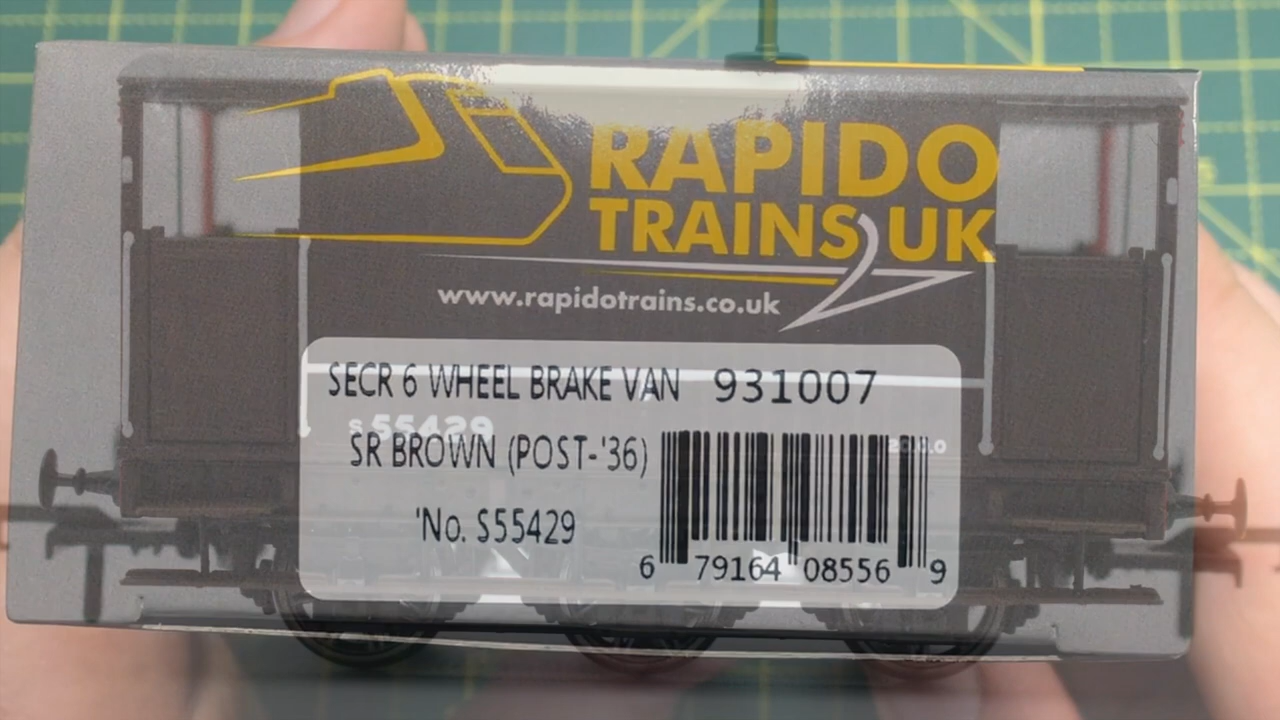 RAPIDO
TRAINS UK
www.rapidotrains.co.uk
SECR 6 WHEEL BRAKE VAN 931007
S 55429
SR BROWN (POST-'36)
'No. S55429
6 79164 08556 9